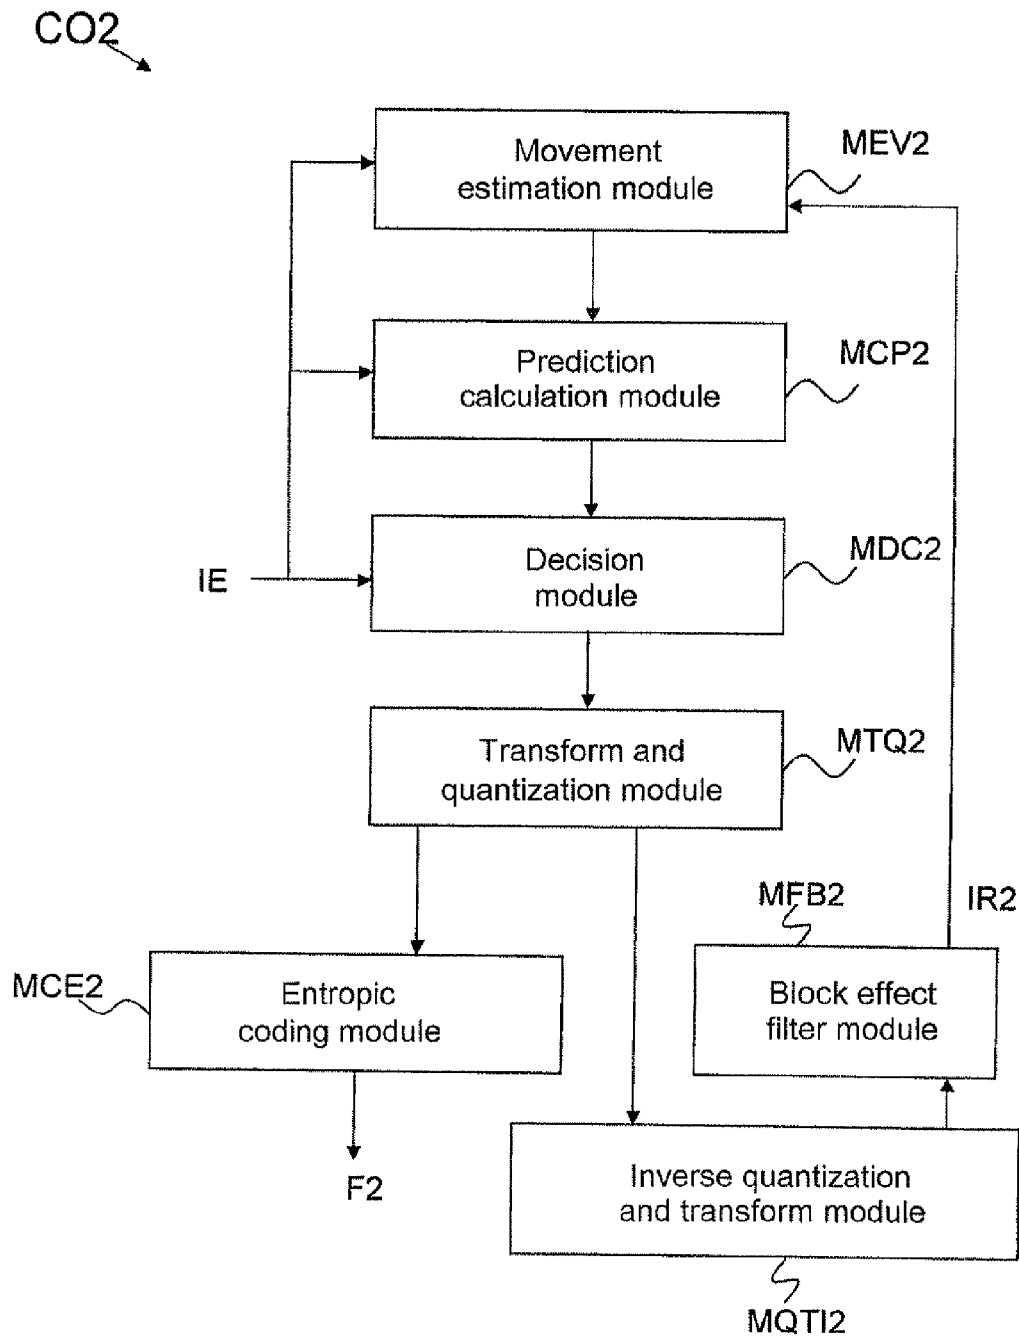 CO2
Movement
estimation module
MEV2
Prediction
calculation module
MCP2
Decision
module
MDC2
IE
Transform and
quantization module
MTQ2
MFB2
IR2
MCE2
Entropic
coding module
Block effect
filter module
F2
Inverse quantization
and transform module
MQTI2